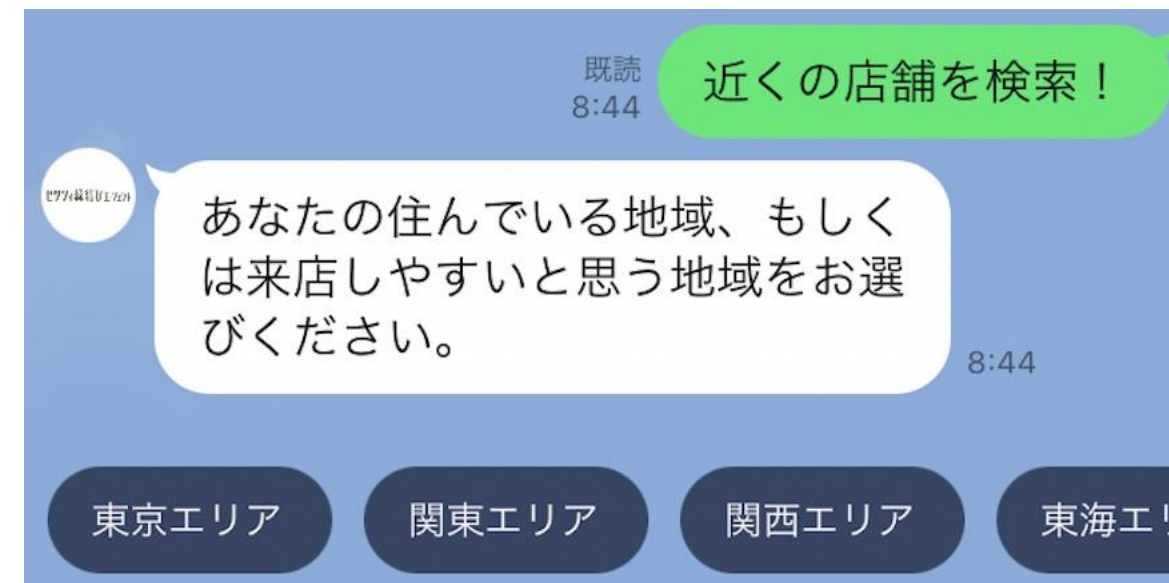 既読
8:44
近くの店舗を検索！
あなたの住んでいる地域、もしく
は来店しやすいと思う地域をお選
びください。
8:44
東京エリア
関東エリア
関西エリア
東海エ